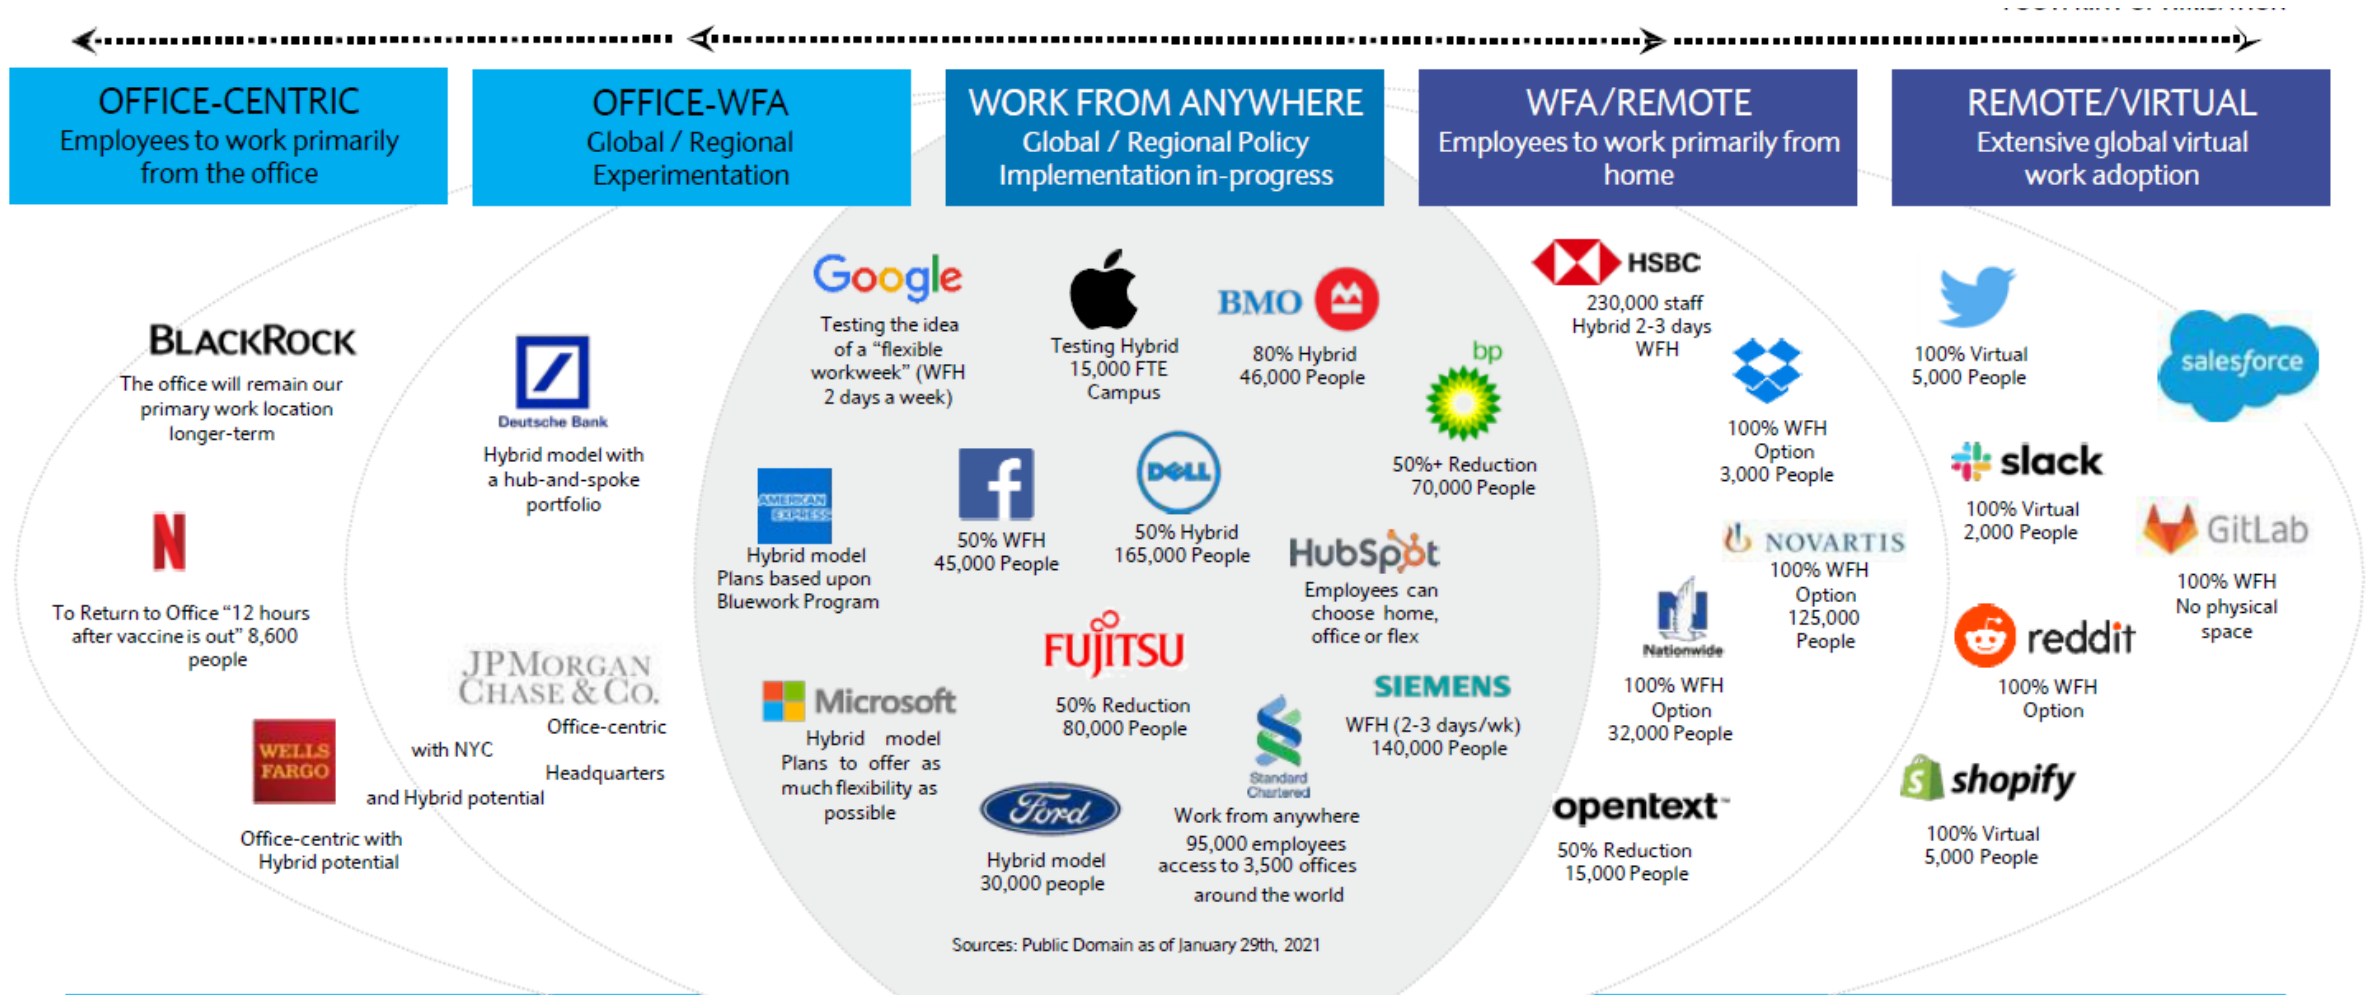 OFFICE-CENTRIC
Employees to work primarily
from the office
OFFICE-WFA
Global / Regional
Experimentation
WORK FROM ANYWHERE
Global / Regional Policy
Implementation in-progress
WFA/REMOTE
Employees to work primarily from
home
REMOTE/VIRTUAL
Extensive global virtual
work adoption
BLACKROCK
The office will remain our
primary work location
longer-term
N
To Return to Office “12 hours
after vaccine is out” 8,600
people
WELLS
FARGO
Office-centric with
Hybrid potential
Deutsche Bank
Hybrid model with
a hub-and-spoke
portfolio
JPMORGAN
CHASE & CO.
Office-centric
with NYC
Headquarters
and Hybrid potential
Google
Testing the idea
of a “flexible
workweek” (WFH
2 days a week)
Testing Hybrid
15,000 FTE
Campus
BMO
80% Hybrid
46,000 People
bp
50%+ Reduction
70,000 People
AMERICAN
EXPRESS
Hybrid model
Plans based upon
Bluework Program
f
50% WFH
45,000 People
DELL
50% Hybrid
165,000 People
HubSpot
Employees can
choose home,
office or flex
FUJITSU
50% Reduction
80,000 People
Microsoft
Hybrid model
Plans to offer as
much flexibility as
possible
Ford
Hybrid model
30,000 people
Standard
Chartered
Work from anywhere
95,000 employees
access to 3,500 offices
around the world
SIEMENS
WFH (2-3 days/wk)
140,000 People
HSBC
230,000 staff
Hybrid 2-3 days
WFH
100% WFH
Option
3,000 People
NOVARTIS
100% WFH
Option
125,000
People
Nationwide
100% WFH
Option
32,000 People
opentext™
50% Reduction
15,000 People
100% Virtual
5,000 People
salesforce
slack
100% Virtual
2,000 People
GitLab
100% WFH
No physical
space
reddit
100% WFH
Option
shopify
100% Virtual
5,000 People
Sources: Public Domain as of January 29th, 2021